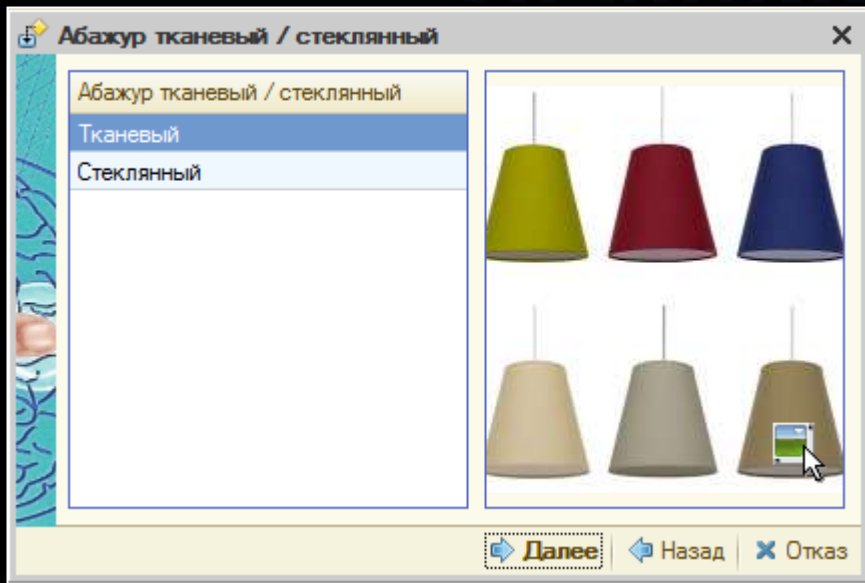 Абажур тканевый / стеклянный
Абажур тканевый / стеклянный
Тканевый
Стеклянный
Далее Назад Отказ